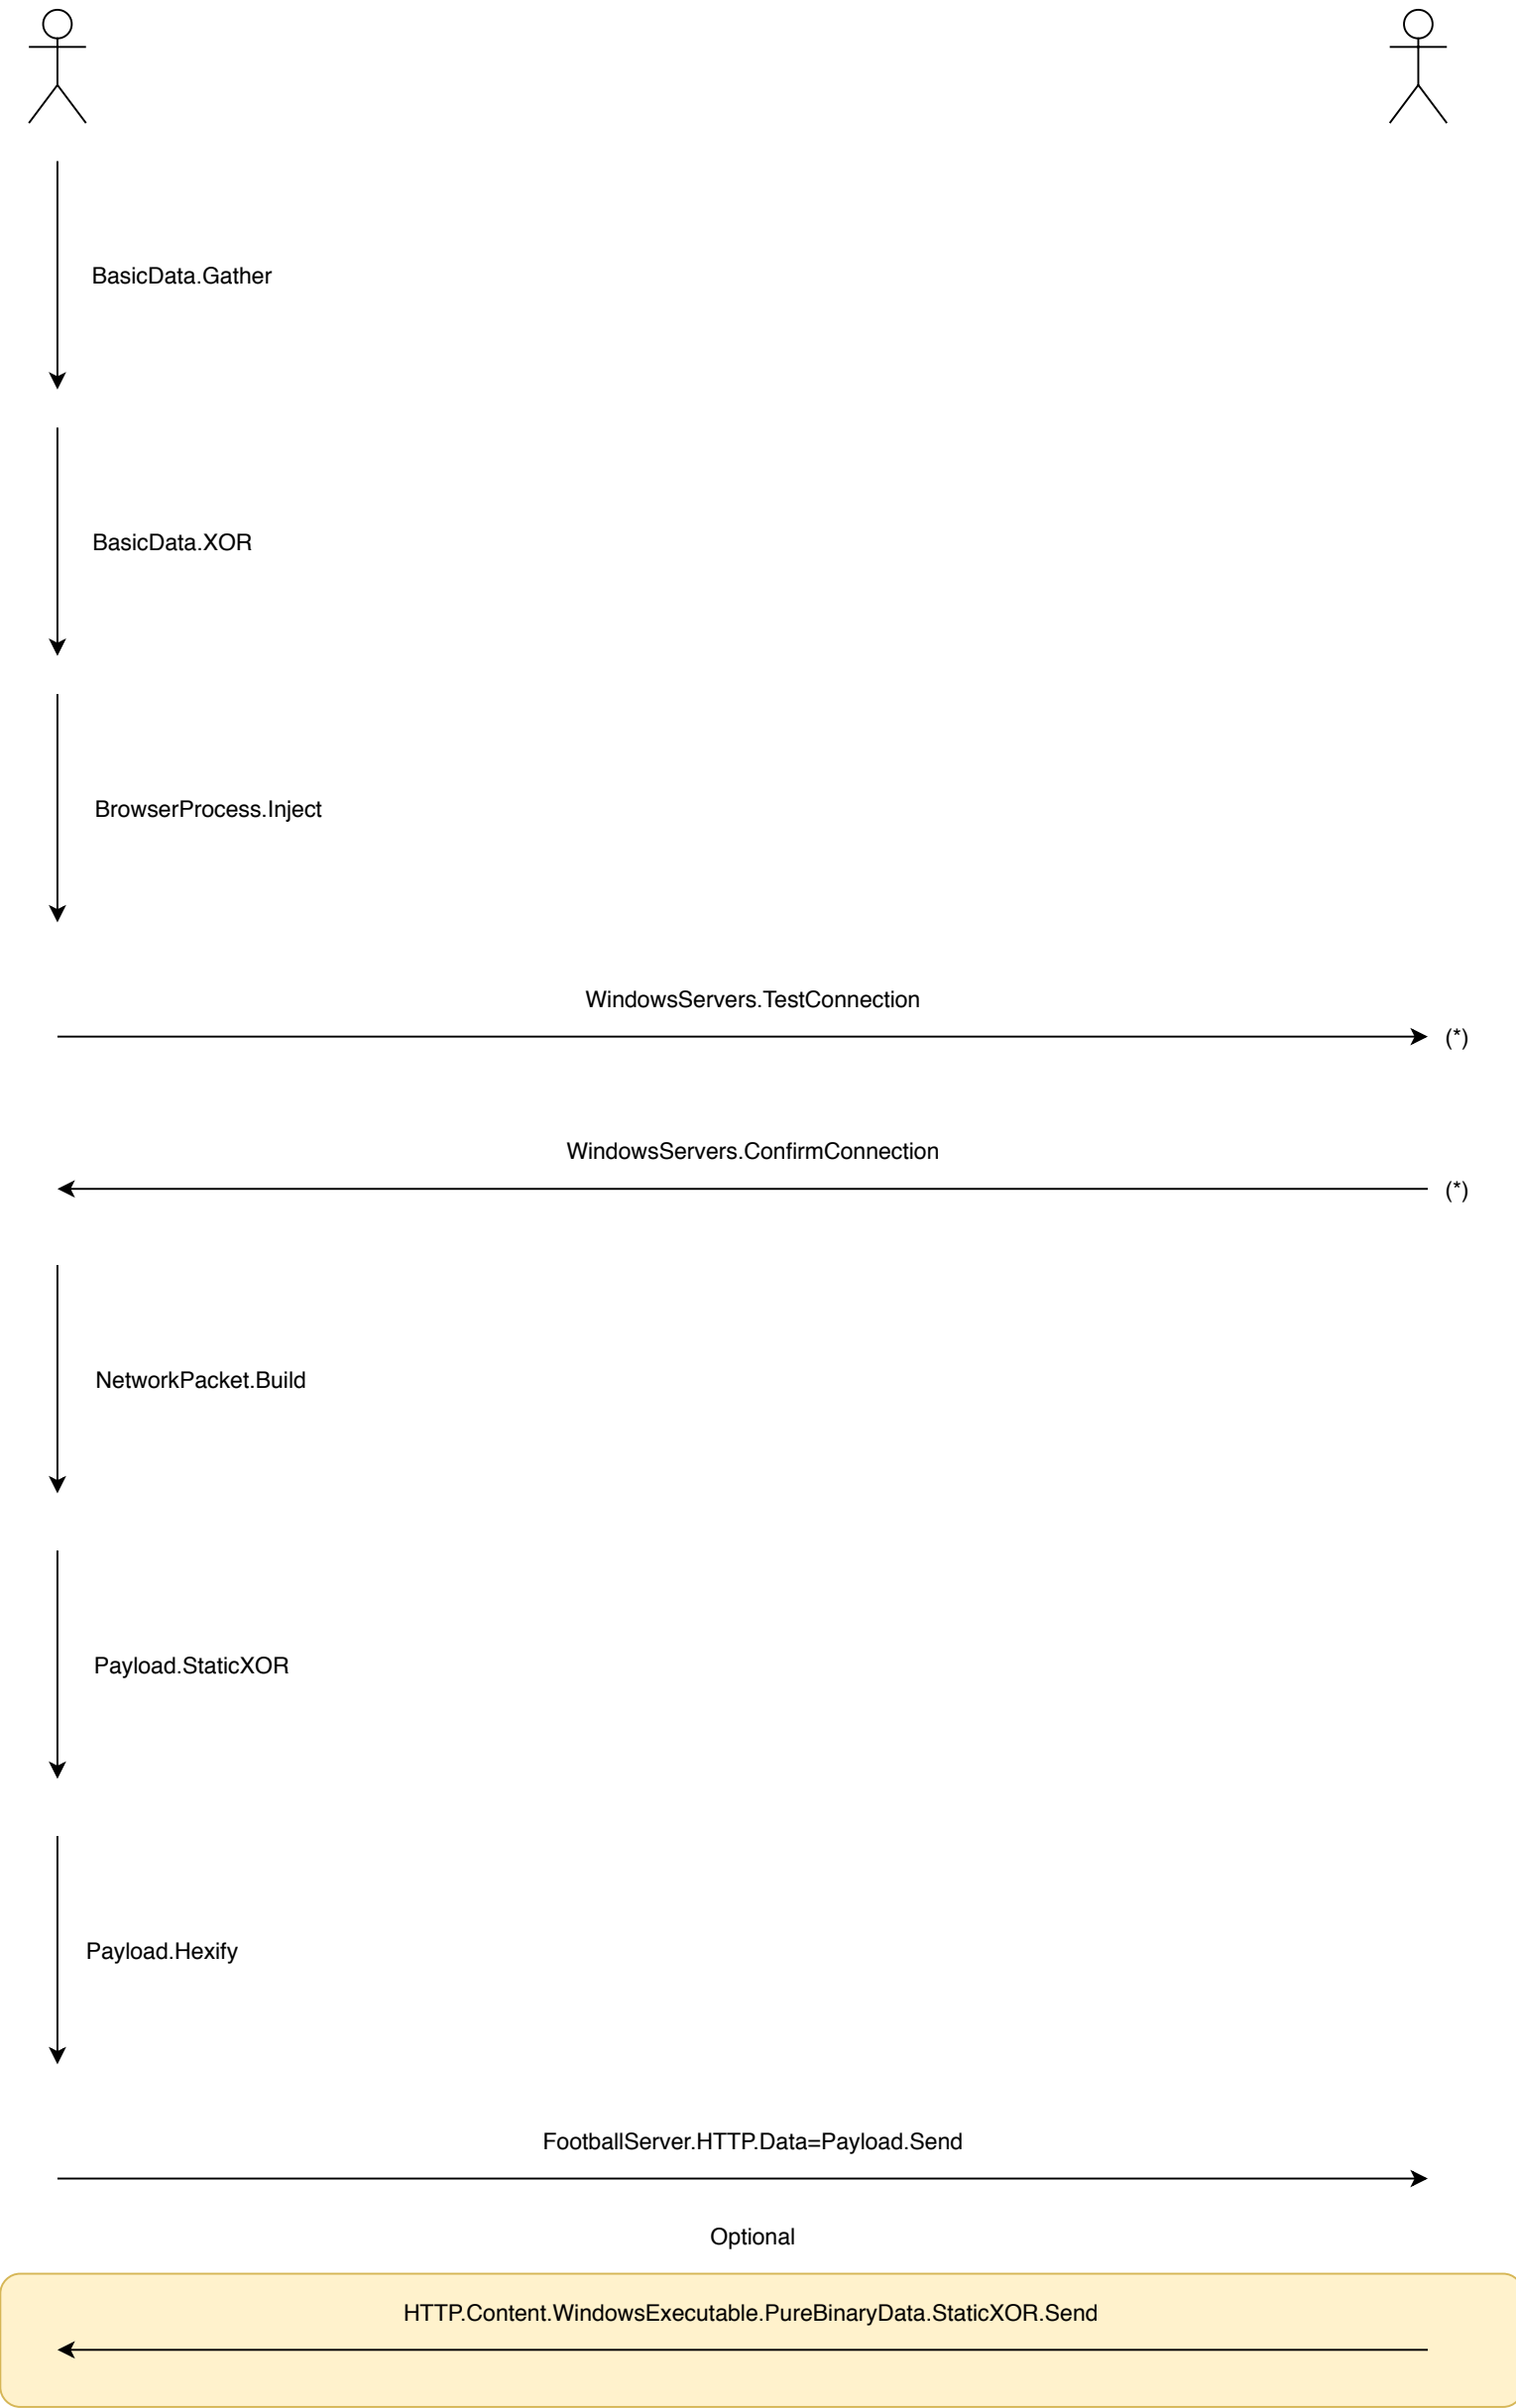 BasicData.Gather
BasicData.XOR
BrowserProcess.Inject
WindowsServers.TestConnection
(*)
WindowsServers.ConfirmConnection
(*)
NetworkPacket.Build
Payload.StaticXOR
Payload.Hexify
FootballServer.HTTP.Data=Payload.Send
Optional
HTTP.Content.WindowsExecutable.PureBinaryData.StaticXOR.Send